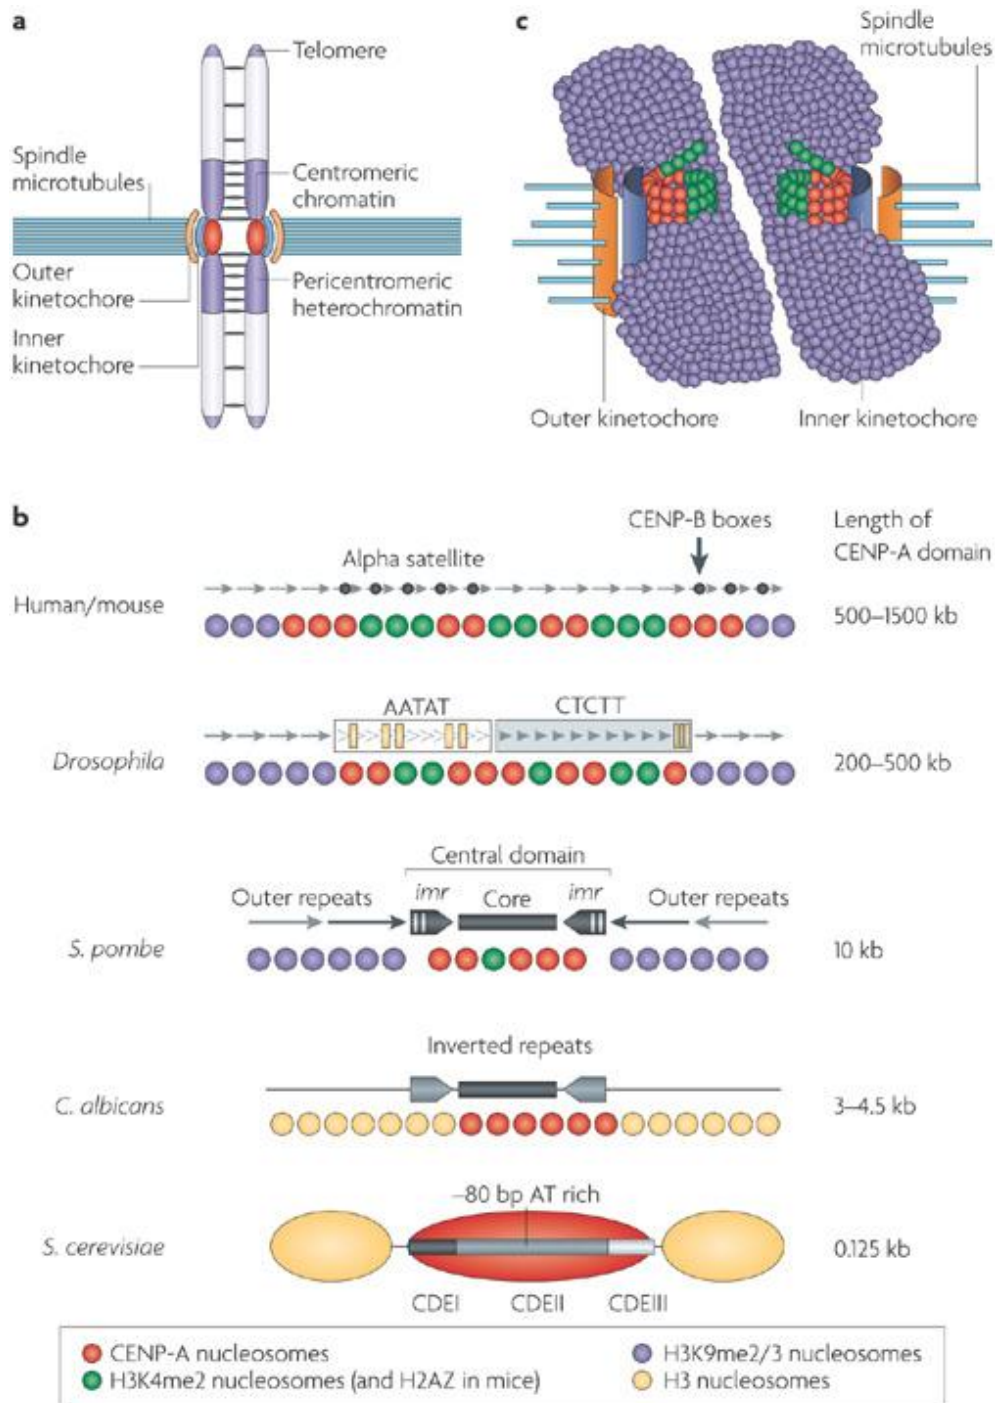 a
Telomere
Spindle
microtubules
Centromeric
chromatin
Outer
kinetochore
Pericentromeric
heterochromatin
Inner
kinetochore
c
Spindle
microtubules
Outer kinetochore
Inner kinetochore
b
CENP-B boxes
Length of
CENP-A domain
Alpha satellite
Human/mouse
500–1500 kb
AATAT
CTCTT
Drosophila
200–500 kb
Central domain
Outer repeats
imr
Core
imr
Outer repeats
S. pombe
10 kb
Inverted repeats
C. albicans
3–4.5 kb
–80 bp AT rich
S. cerevisiae
0.125 kb
CDEI
CDEII
CDEIII
CENP-A nucleosomes
H3K9me2/3 nucleosomes
H3K4me2 nucleosomes (and H2AZ in mice)
H3 nucleosomes